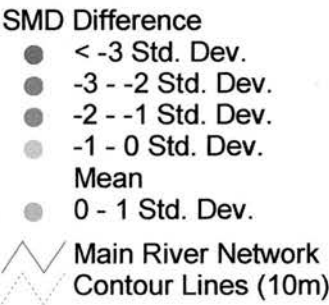 SMD Difference
< -3 Std. Dev.
-3 - -2 Std. Dev.
-2 - -1 Std. Dev.
-1 - 0 Std. Dev.
Mean
0 - 1 Std. Dev.
Main River Network
Contour Lines (10m)